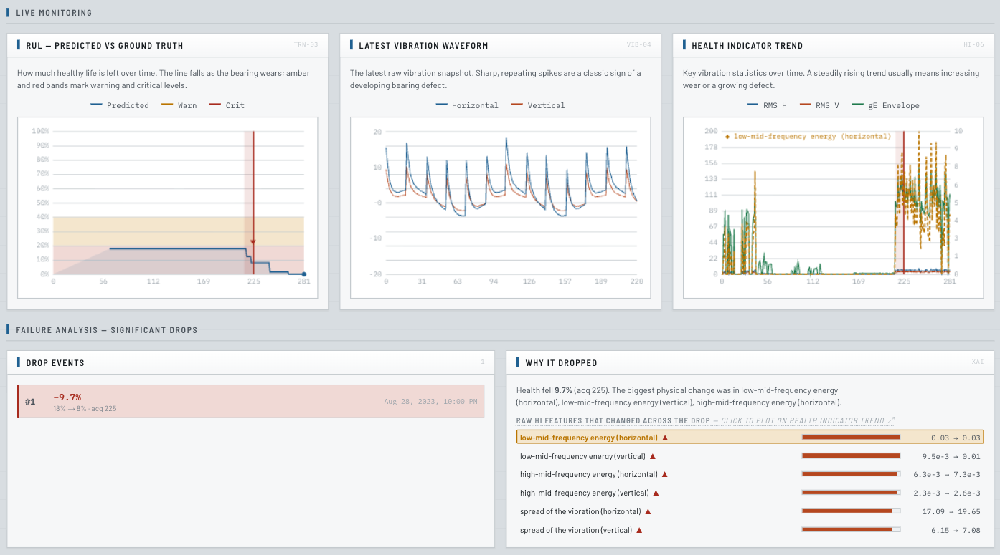 LIVE MONITORING
RUL — PREDICTED VS GROUND TRUTH
TRN-03
How much healthy life is left over time. The line falls as the bearing wears; amber
and red bands mark warning and critical levels.
Predicted Warn Crit
100%
90%
80%
70%
60%
50%
40%
30%
20%
10%
0%
0 56 112 169 225 281
LATEST VIBRATION WAVEFORM
VIB-04
The latest raw vibration snapshot. Sharp, repeating spikes are a classic sign of a
developing bearing defect.
Horizontal Vertical
20
10
-0
-10
-20
0 31 63 94 126 157 189 220
HEALTH INDICATOR TREND
HI-06
Key vibration statistics over time. A steadily rising trend usually means increasing
wear or a growing defect.
RMS H RMS V gE Envelope
◆ low-mid-frequency energy (horizontal)
200 10
178 9
156 8
133 6
111 5
89 4
67 3
44
22 1
0 0
0 56 112 169 225 281
FAILURE ANALYSIS — SIGNIFICANT DROPS
DROP EVENTS
1
#1
−9.7%
18% → 8% · acq 225
Aug 28, 2023, 10:00 PM
WHY IT DROPPED
XAI
Health fell 9.7% (acq 225). The biggest physical change was in low-mid-frequency energy
(horizontal), low-mid-frequency energy (vertical), high-mid-frequency energy (horizontal).
RAW HI FEATURES THAT CHANGED ACROSS THE DROP — CLICK TO PLOT ON HEALTH INDICATOR TREND ↗
low-mid-frequency energy (horizontal) ▲ 0.03 → 0.03
low-mid-frequency energy (vertical) ▲ 9.5e-3 → 0.01
high-mid-frequency energy (horizontal) ▲ 6.3e-3 → 7.3e-3
high-mid-frequency energy (vertical) ▲ 2.3e-3 → 2.6e-3
spread of the vibration (horizontal) ▲ 17.09 → 19.65
spread of the vibration (vertical) ▲ 6.15 → 7.08